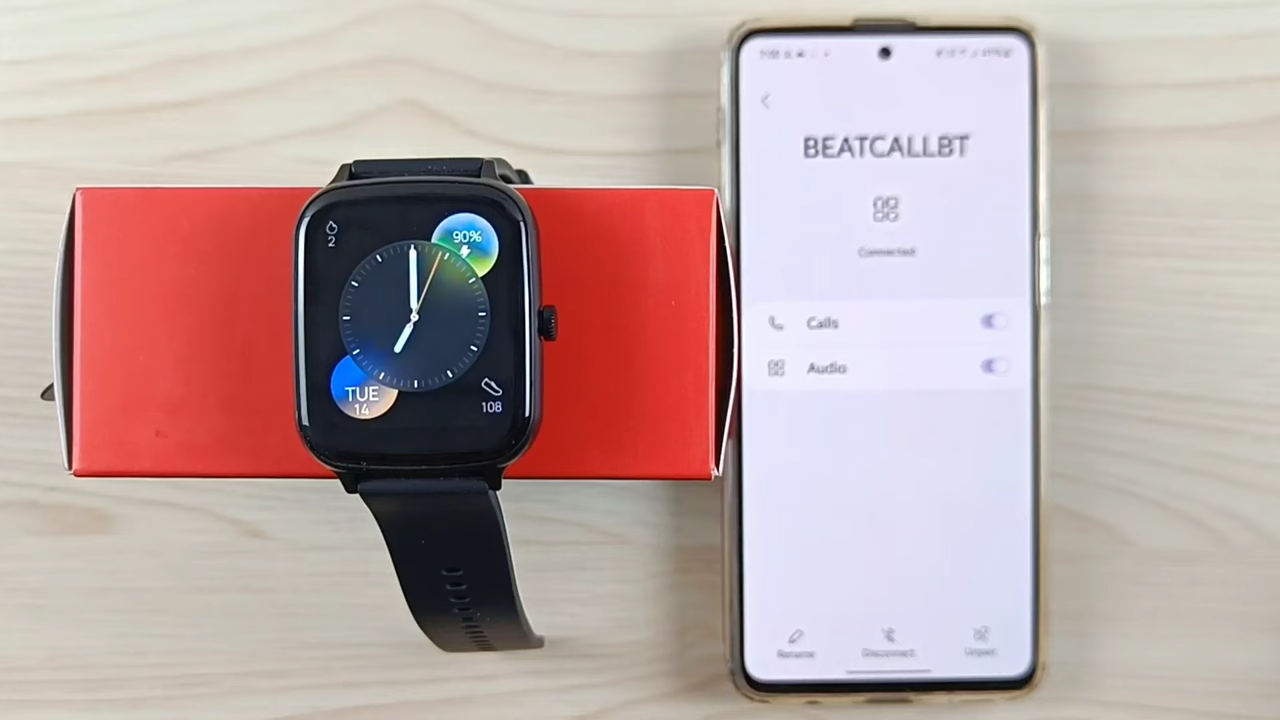 2
90%
TUE
14
108
BEATCALLBT
Connected
Calls
Audio
Rename
Disconnect
Unpair